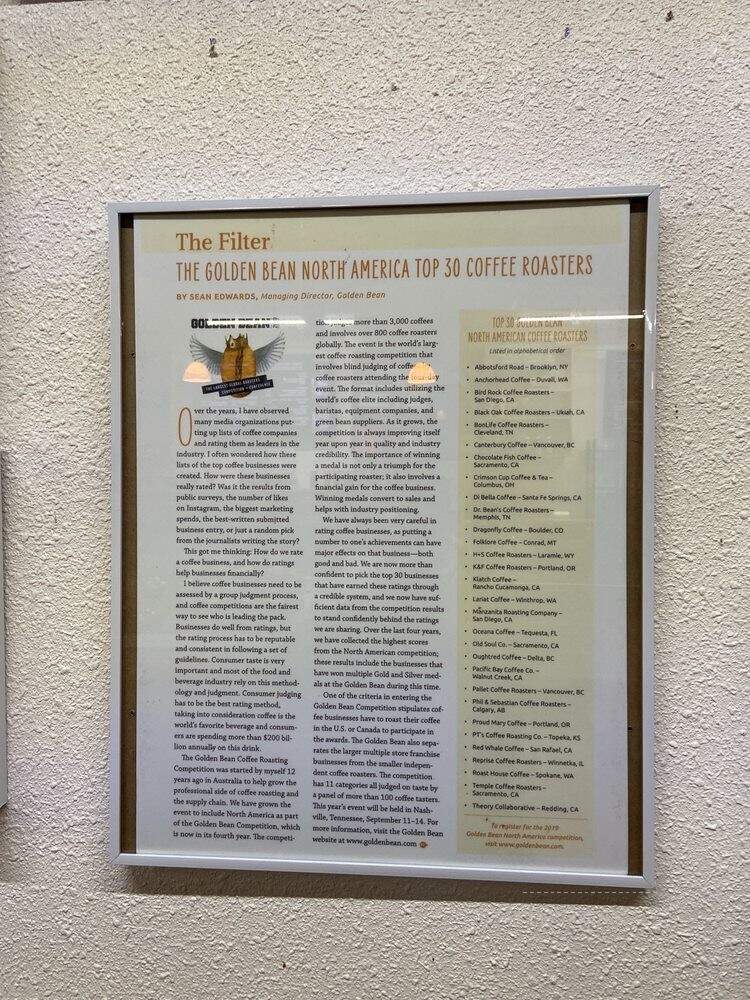 The Filter
THE GOLDEN BEAN NORTH AMERICA TOP 30 COFFEE ROASTERS
BY SEAN EDWARDS, Managing Director, Golden Bean
GOLDEN BEAN
THE LARGEST GLOBAL ROASTERS
COMPETITION + CONFERENCE
Over the years, I have observed
many media organizations put-
ting up lists of coffee companies
and rating them as leaders in the
industry. I often wondered how these
lists of the top coffee businesses were
created. How were these businesses
really rated? Was it the results from
public surveys, the number of likes
on Instagram, the biggest marketing
spends, the best-written submitted
business entry, or just a random pick
from the journalists writing the story?
This got me thinking: How do we rate
a coffee business, and how do ratings
help businesses financially?
I believe coffee businesses need to be
assessed by a group judgment process,
and coffee competitions are the fairest
way to see who is leading the pack.
Businesses do well from ratings, but
the rating process has to be reputable
and consistent in following a set of
guidelines. Consumer taste is very
important and most of the food and
beverage industry rely on this method-
ology and judgment. Consumer judging
has to be the best rating method,
taking into consideration coffee is the
world's favorite beverage and consum-
ers are spending more than $200 bil-
lion annually on this drink.
The Golden Bean Coffee Roasting
Competition was started by myself 12
years ago in Australia to help grow the
professional side of coffee roasting and
the supply chain. We have grown the
event to include North America as part
of the Golden Bean Competition, which
is now in its fourth year. The competi-
tion judges more than 3,000 coffees
and involves over 800 coffee roasters
globally. The event is the world's larg-
est coffee roasting competition that
involves blind judging of coffee
coffee roasters attending the four-day
event. The format includes utilizing the
world's coffee elite including judges,
baristas, equipment companies, and
green bean suppliers. As it grows, the
competition is always improving itself
year upon year in quality and industry
credibility. The importance of winning
a medal is not only a triumph for the
participating roaster; it also involves a
financial gain for the coffee business.
Winning medals convert to sales and
helps with industry positioning.
We have always been very careful in
rating coffee businesses, as putting a
number to one's achievements can have
major effects on that business—both
good and bad. We are now more than
confident to pick the top 30 businesses
that have earned these ratings through
a credible system, and we now have suf-
ficient data from the competition results
to stand confidently behind the ratings
we are sharing. Over the last four years,
we have collected the highest scores
from the North American competition;
these results include the businesses that
have won multiple Gold and Silver med-
als at the Golden Bean during this time.
One of the criteria in entering the
Golden Bean Competition stipulates cof-
fee businesses have to roast their coffee
in the U.S. or Canada to participate in
the awards. The Golden Bean also sepa-
rates the larger multiple store franchise
businesses from the smaller indepen-
dent coffee roasters. The competition
has 11 categories all judged on taste by
a panel of more than 100 coffee tasters.
This year's event will be held in Nash-
ville, Tennessee, September 11–14. For
more information, visit the Golden Bean
website at www.goldenbean.com
TOP 30 GOLDEN BEAN
NORTH AMERICAN COFFEE ROASTERS
Listed in alphabetical order
• Abbotsford Road – Brooklyn, NY
• Anchorhead Coffee – Duvall, WA
• Bird Rock Coffee Roasters –
San Diego, CA
• Black Oak Coffee Roasters – Ukiah, CA
• BonLife Coffee Roasters –
Cleveland, TN
• Canterbury Coffee – Vancouver, BC
• Chocolate Fish Coffee –
Sacramento, CA
• Crimson Cup Coffee & Tea –
Columbus, OH
• Di Bella Coffee – Santa Fe Springs, CA
• Dr. Bean's Coffee Roasters –
Memphis, TN
• Dragonfly Coffee – Boulder, CO
• Folklore Coffee – Conrad, MT
• H+S Coffee Roasters – Laramie, WY
• K&F Coffee Roasters – Portland, OR
• Klatch Coffee –
Rancho Cucamonga, CA
• Lariat Coffee – Winthrop, WA
• Manzanita Roasting Company –
San Diego, CA
• Oceana Coffee – Tequesta, FL
• Old Soul Co. – Sacramento, CA
• Oughtred Coffee – Delta, BC
• Pacific Bay Coffee Co. –
Walnut Creek, CA
• Pallet Coffee Roasters – Vancouver, BC
• Phil & Sebastian Coffee Roasters –
Calgary, AB
• Proud Mary Coffee – Portland, OR
• PT's Coffee Roasting Co. – Topeka, KS
• Red Whale Coffee – San Rafael, CA
• Reprise Coffee Roasters – Winnetka, IL
• Roast House Coffee – Spokane, WA
• Temple Coffee Roasters –
Sacramento, CA
• Theory Collaborative – Redding, CA
To register for the 2019
Golden Bean North America competition,
visit www.goldenbean.com.